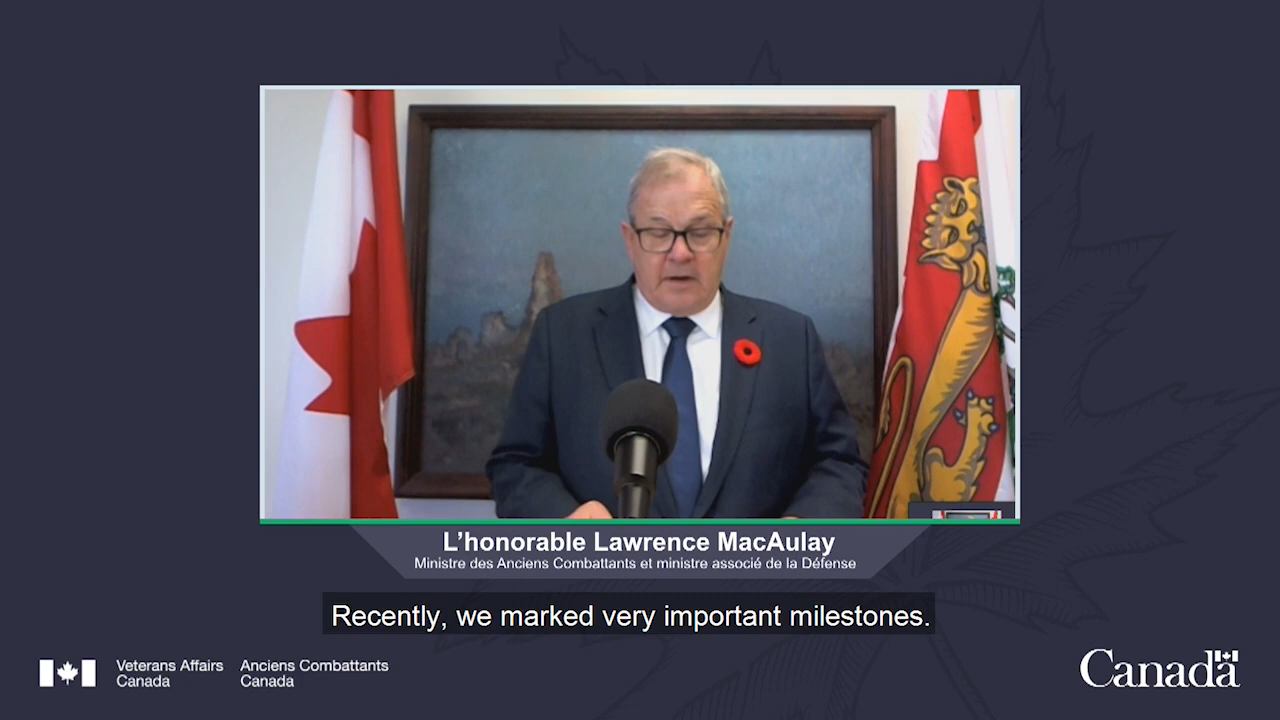 L’honorable Lawrence MacAulay
Ministre des Anciens Combattants et ministre associé de la Défense
Recently, we marked very important milestones.
Veterans Affairs
Canada
Anciens Combattants
Canada
Canada